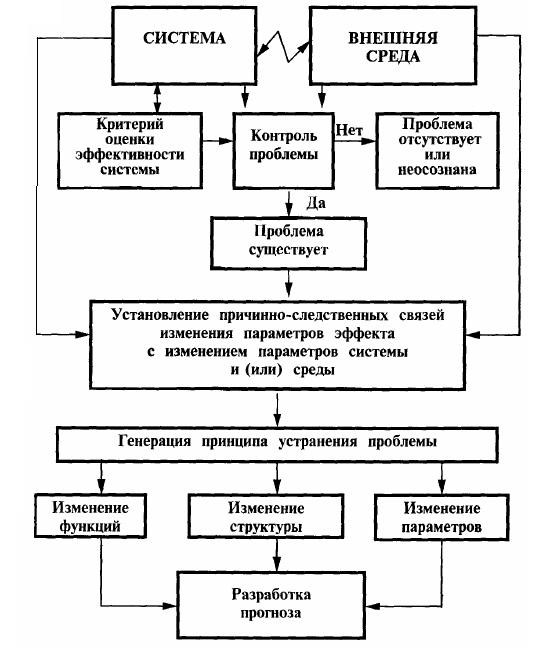 СИСТЕМА
ВНЕШНЯЯ
СРЕДА
Критерий
оценки
эффективности
системы
Контроль
проблемы
Нет
Проблема
отсутствует
или
неосознана
Да
Проблема
существует
Установление причинно-следственных связей
изменения параметров эффекта
с изменением параметров системы
и (или) среды
Генерация принципа устранения проблемы
Изменение
функций
Изменение
структуры
Изменение
параметров
Разработка
прогноза